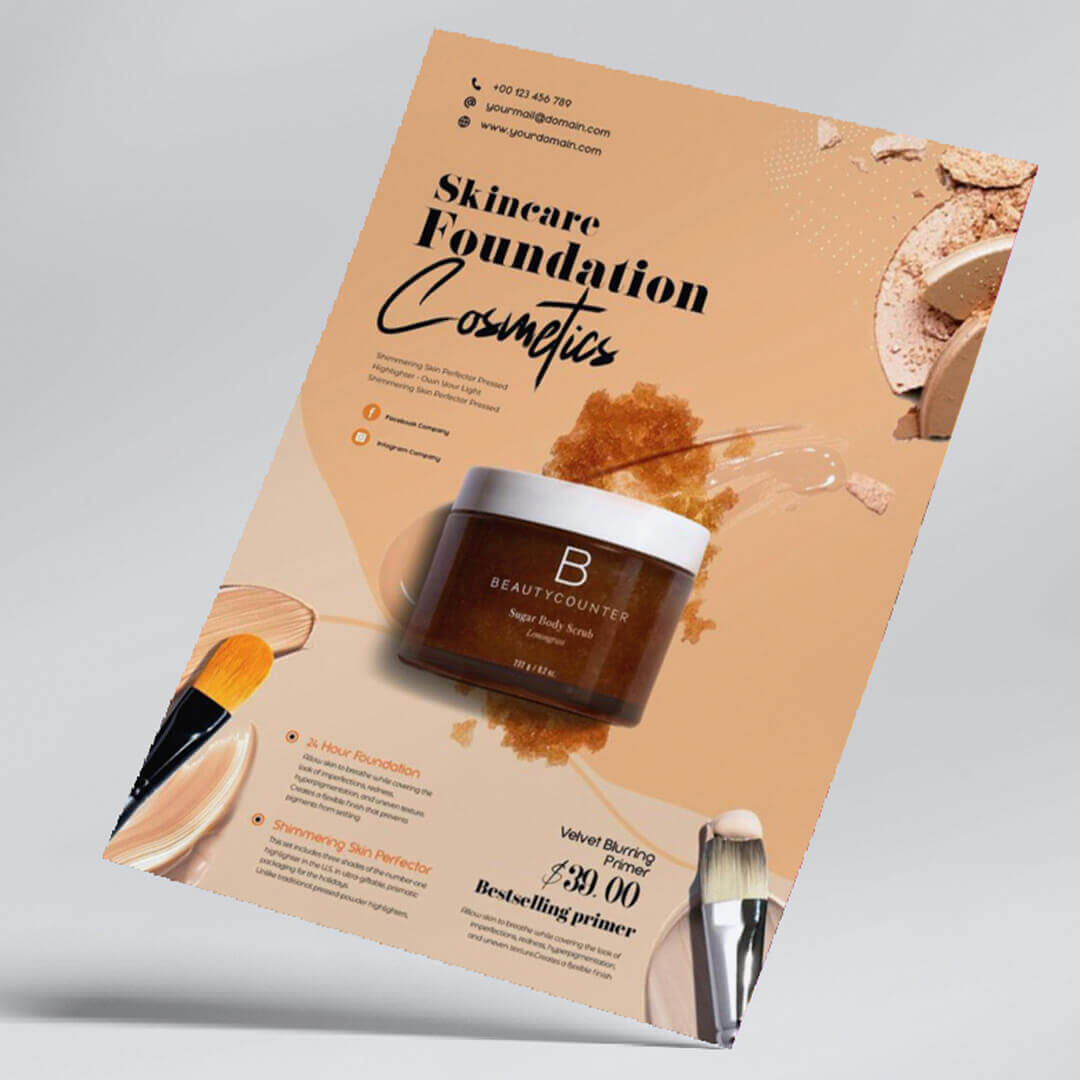 +00 123 456 789
yourmail@domain.com
www.yourdomain.com
Skincare
Foundation
Cosmetics
Shimmering Skin Perfector Pressed
Highlighter - Own Your Light
Shimmering Skin Perfector Pressed
Facebook Company
Intagram Company
B
BEAUTYCOUNTER
Sugar Body Scrub
Lemongrass
232 g / 8.2 oz.
24 Hour Foundation
Allow skin to breathe while covering the
look of imperfections, redness,
hyperpigmentation, and uneven texture.
Creates a flexible finish that prevents
pigments from settling
Shimmering Skin Perfector
This set includes three shades of the number-one
highlighter in the U.S. in ultra-giftable, prismatic
packaging for the holidays.
Unlike traditional pressed-powder highlighters,
Velvet Blurring
Primer
$39.00
Bestselling primer
Allow skin to breathe while covering the look of
imperfections, redness, hyperpigmentation,
and uneven texture.Creates a flexible finish